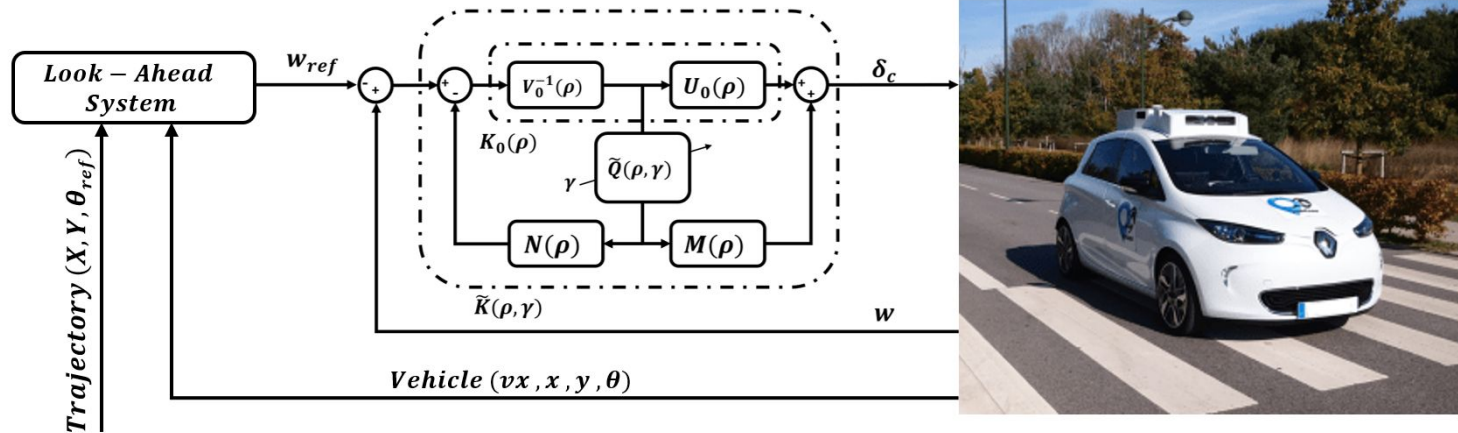 Look – Ahead
System
w_ref
- +
+ -
V_0^{-1}(ρ)
U_0(ρ)
+ +
δ_c
K_0(ρ)
γ
Q̃(ρ, γ)
N(ρ)
M(ρ)
K̃(ρ, γ)
w
Vehicle (vx , x , y , θ)
Trajectory (X, Y, θ_ref)